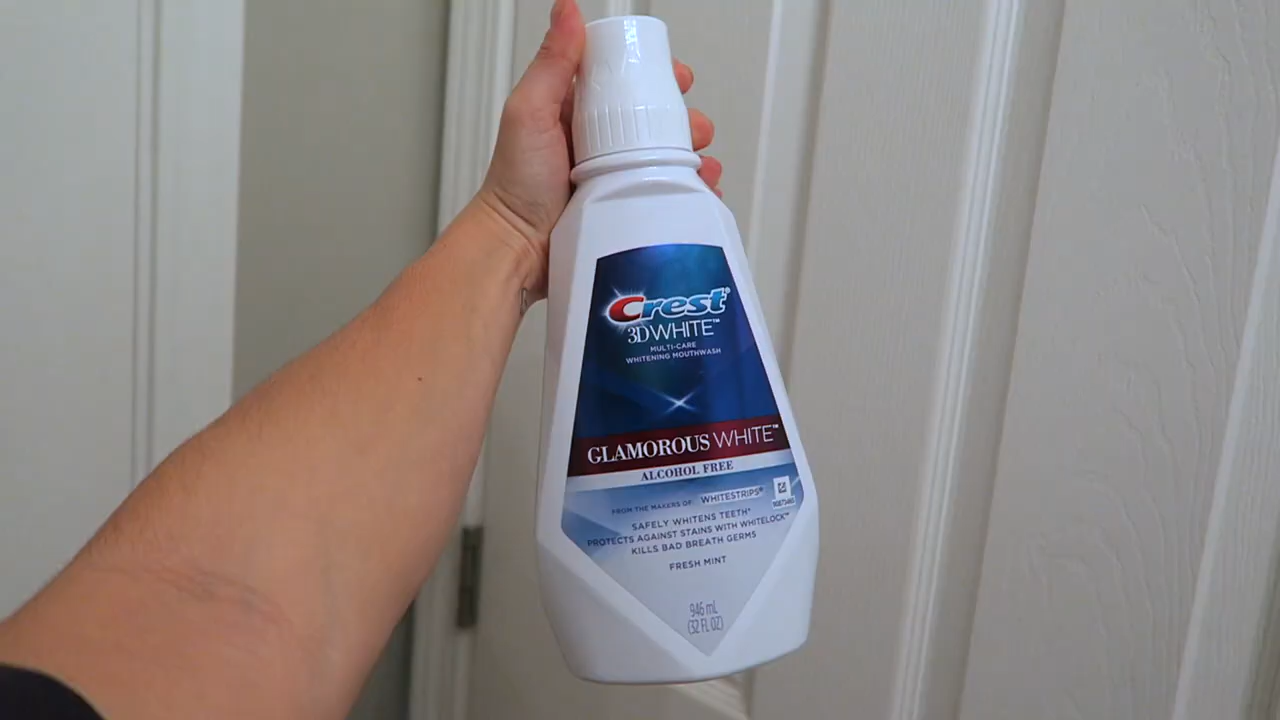 Crest®
3D WHITE™
MULTI-CARE
WHITENING MOUTHWASH
GLAMOROUS WHITE™
ALCOHOL FREE
FROM THE MAKERS OF WHITESTRIPS®
SAFELY WHITENS TEETH*
PROTECTS AGAINST STAINS WITH WHITELOCK™
KILLS BAD BREATH GERMS
FRESH MINT
946 mL
(32 FL OZ)